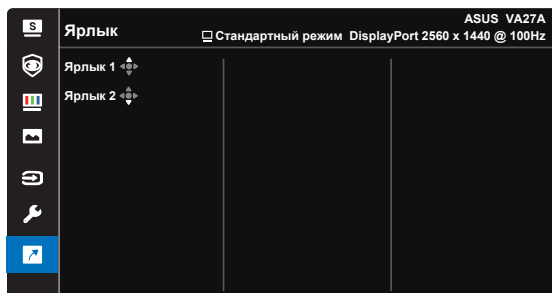 S
ASUS VA27A
Ярлык
Стандартный режим DisplayPort 2560 x 1440 @ 100Hz
Ярлык 1
Ярлык 2